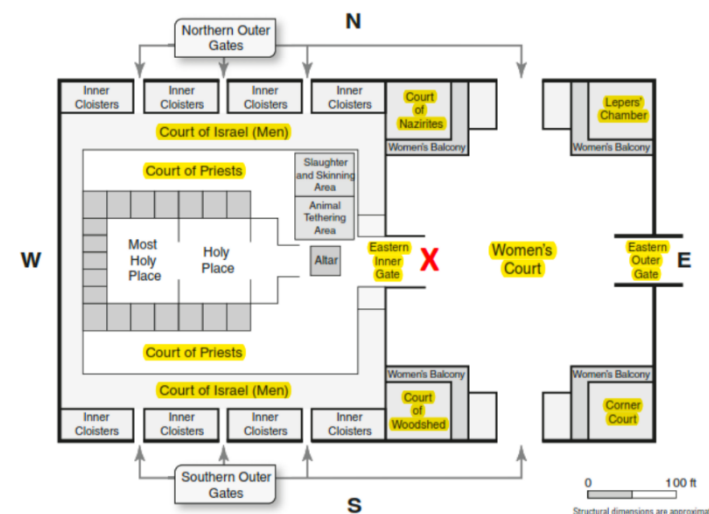 N
Northern Outer
Gates
Inner
Cloisters
Inner
Cloisters
Inner
Cloisters
Inner
Cloisters
Court
of
Nazirites
Lepers'
Chamber
Women's Balcony
Women's Balcony
Court of Israel (Men)
Court of Priests
Slaughter
and Skinning
Area
Animal
Tethering
Area
W
Most
Holy
Place
Holy
Place
Altar
Eastern
Inner
Gate
X
Women's
Court
Eastern
Outer
Gate
E
Court of Priests
Court of Israel (Men)
Women's Balcony
Women's Balcony
Inner
Cloisters
Inner
Cloisters
Inner
Cloisters
Inner
Cloisters
Court
of
Woodshed
Corner
Court
Southern Outer
Gates
S
0 100 ft
Structural dimensions are